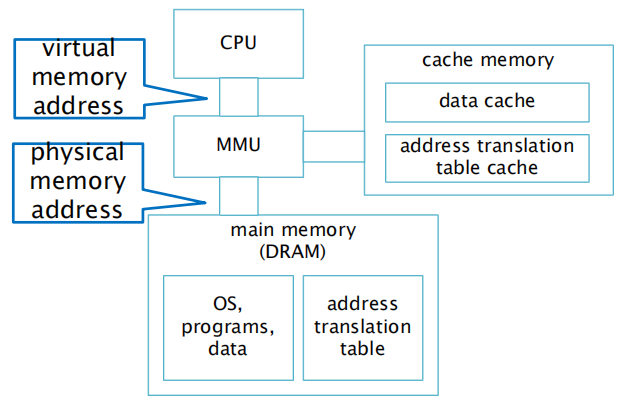 CPU
virtual
memory
address
cache memory
data cache
address translation
table cache
MMU
physical
memory
address
main memory
(DRAM)
OS,
programs,
data
address
translation
table